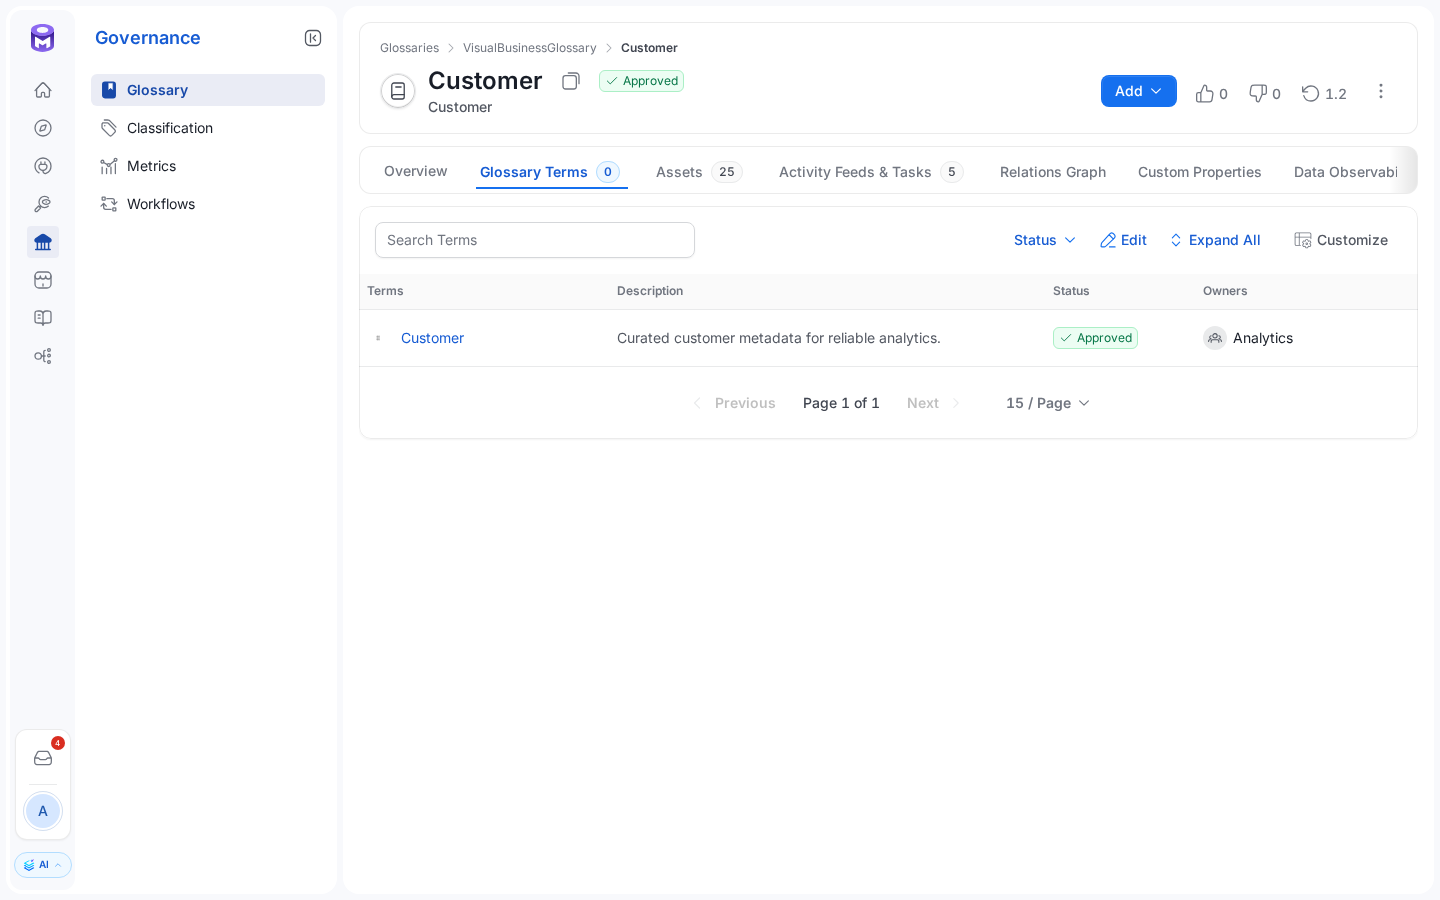 Governance
Glossary
Classification
Metrics
Workflows
4
A
AI
Glossaries
VisualBusinessGlossary
Customer
Customer
Approved
Customer
Add
0
0
1.2
Overview
Glossary Terms 0
Assets 25
Activity Feeds & Tasks 5
Relations Graph
Custom Properties
Data Observabi
Search Terms
Status
Edit
Expand All
Customize
Terms Description Status Owners
Customer Curated customer metadata for reliable analytics. Approved Analytics
Previous Page 1 of 1 Next 15 / Page